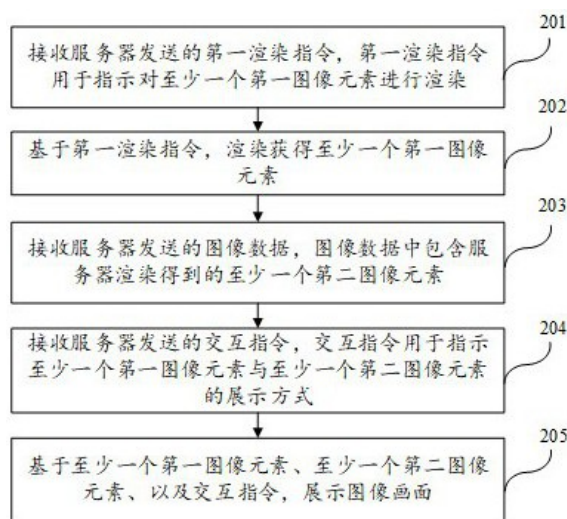 201
接收服务器发送的第一渲染指令，第一渲染指令
用于指示对至少一个第一图像元素进行渲染
202
基于第一渲染指令，渲染获得至少一个第一图像
元素
203
接收服务器发送的图像数据，图像数据中包含服
务器渲染得到的至少一个第二图像元素
204
接收服务器发送的交互指令，交互指令用于指示
至少一个第一图像元素与至少一个第二图像元素
的展示方式
205
基于至少一个第一图像元素、至少一个第二图像
元素、以及交互指令，展示图像画面